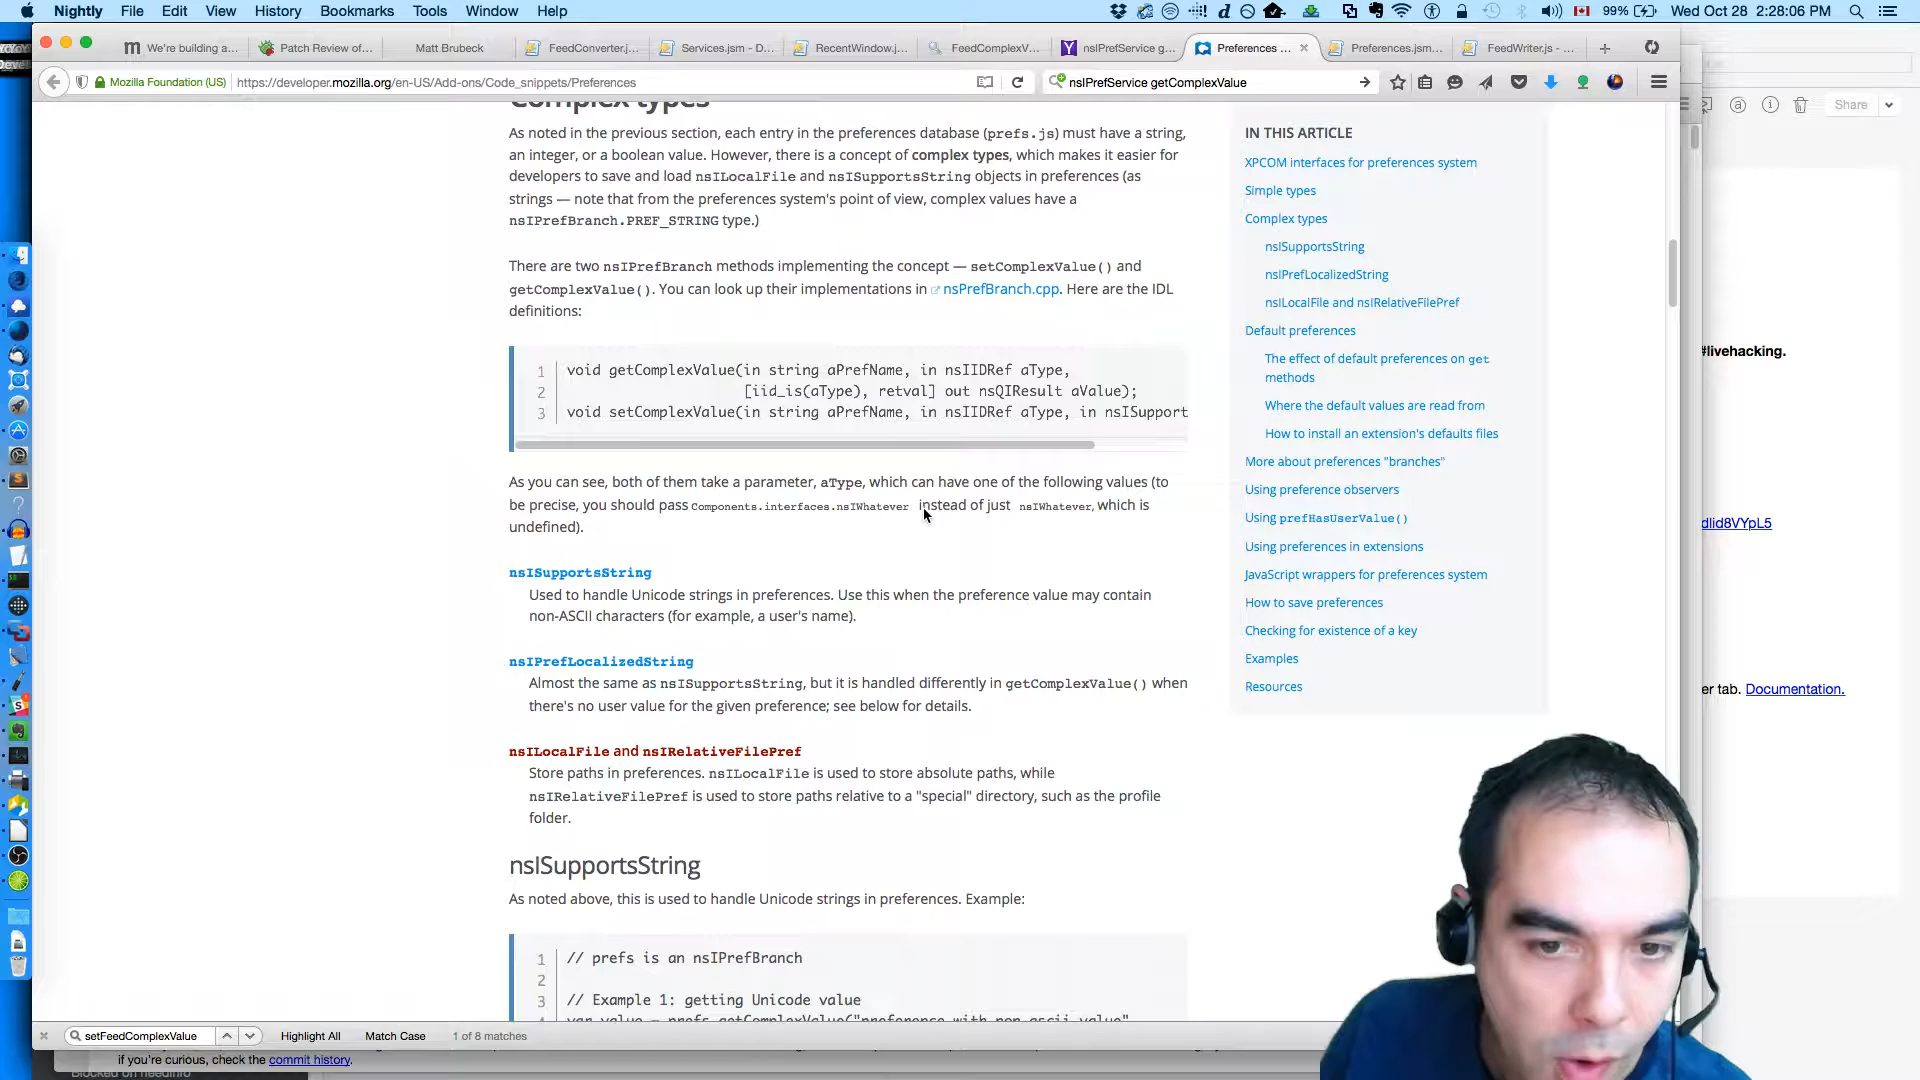 Nightly File Edit View History Bookmarks Tools Window Help
99% Wed Oct 28 2:28:06 PM
We're building a... Patch Review of... Matt Brubeck FeedConverter.j... Services.jsm - D... RecentWindow.j... FeedComplexV... nsIPrefService g... Preferences ... Preferences.jsm... FeedWriter.js - ...
Mozilla Foundation (US) https://developer.mozilla.org/en-US/Add-ons/Code_snippets/Preferences nsIPrefService getComplexValue
Share
Complex types
As noted in the previous section, each entry in the preferences database (prefs.js) must have a string,
an integer, or a boolean value. However, there is a concept of complex types, which makes it easier for
developers to save and load nsILocalFile and nsISupportsString objects in preferences (as
strings — note that from the preferences system's point of view, complex values have a
nsIPrefBranch.PREF_STRING type.)
There are two nsIPrefBranch methods implementing the concept — setComplexValue() and
getComplexValue(). You can look up their implementations in nsPrefBranch.cpp. Here are the IDL
definitions:
1 void getComplexValue(in string aPrefName, in nsIIDRef aType,
2 [iid_is(aType), retval] out nsQIResult aValue);
3 void setComplexValue(in string aPrefName, in nsIIDRef aType, in nsISupport
As you can see, both of them take a parameter, aType, which can have one of the following values (to
be precise, you should pass Components.interfaces.nsIWhatever instead of just nsIWhatever, which is
undefined).
nsISupportsString
Used to handle Unicode strings in preferences. Use this when the preference value may contain
non-ASCII characters (for example, a user's name).
nsIPrefLocalizedString
Almost the same as nsISupportsString, but it is handled differently in getComplexValue() when
there's no user value for the given preference; see below for details.
nsILocalFile and nsIRelativeFilePref
Store paths in preferences. nsILocalFile is used to store absolute paths, while
nsIRelativeFilePref is used to store paths relative to a "special" directory, such as the profile
folder.
nsISupportsString
As noted above, this is used to handle Unicode strings in preferences. Example:
1 // prefs is an nsIPrefBranch
2
3 // Example 1: getting Unicode value
var value = prefs.getComplexValue("preference.with.non.ascii.value",
IN THIS ARTICLE
XPCOM interfaces for preferences system
Simple types
Complex types
nsISupportsString
nsIPrefLocalizedString
nsILocalFile and nsIRelativeFilePref
Default preferences
The effect of default preferences on get
methods
Where the default values are read from
How to install an extension's defaults files
More about preferences "branches"
Using preference observers
Using prefHasUserValue()
Using preferences in extensions
JavaScript wrappers for preferences system
How to save preferences
Checking for existence of a key
Examples
Resources
#livehacking.
dlid8VYpL5
er tab. Documentation.
setFeedComplexValue Highlight All Match Case 1 of 8 matches
if you're curious, check the commit history.
Blocked on needinfo